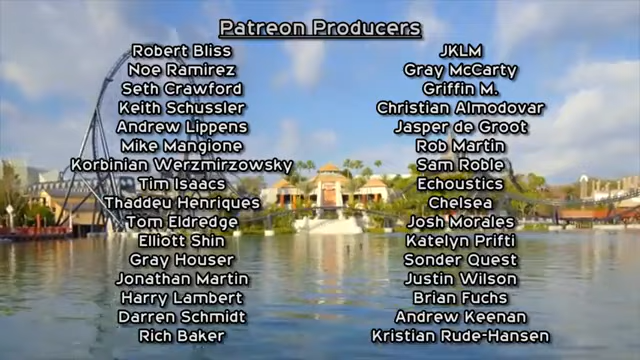 Patreon Producers
Robert Bliss
Noe Ramirez
Seth Crawford
Keith Schussler
Andrew Lippens
Mike Mangione
Korbinian Werzmirzowsky
Tim Isaacs
Thaddeu Henriques
Tom Eldredge
Elliott Shin
Gray Houser
Jonathan Martin
Harry Lambert
Darren Schmidt
Rich Baker
JKLM
Gray McCarty
Griffin M.
Christian Almodovar
Jasper de Groot
Rob Martin
Sam Roble
Echoustics
Chelsea
Josh Morales
Katelyn Prifti
Sonder Quest
Justin Wilson
Brian Fuchs
Andrew Keenan
Kristian Rude-Hansen